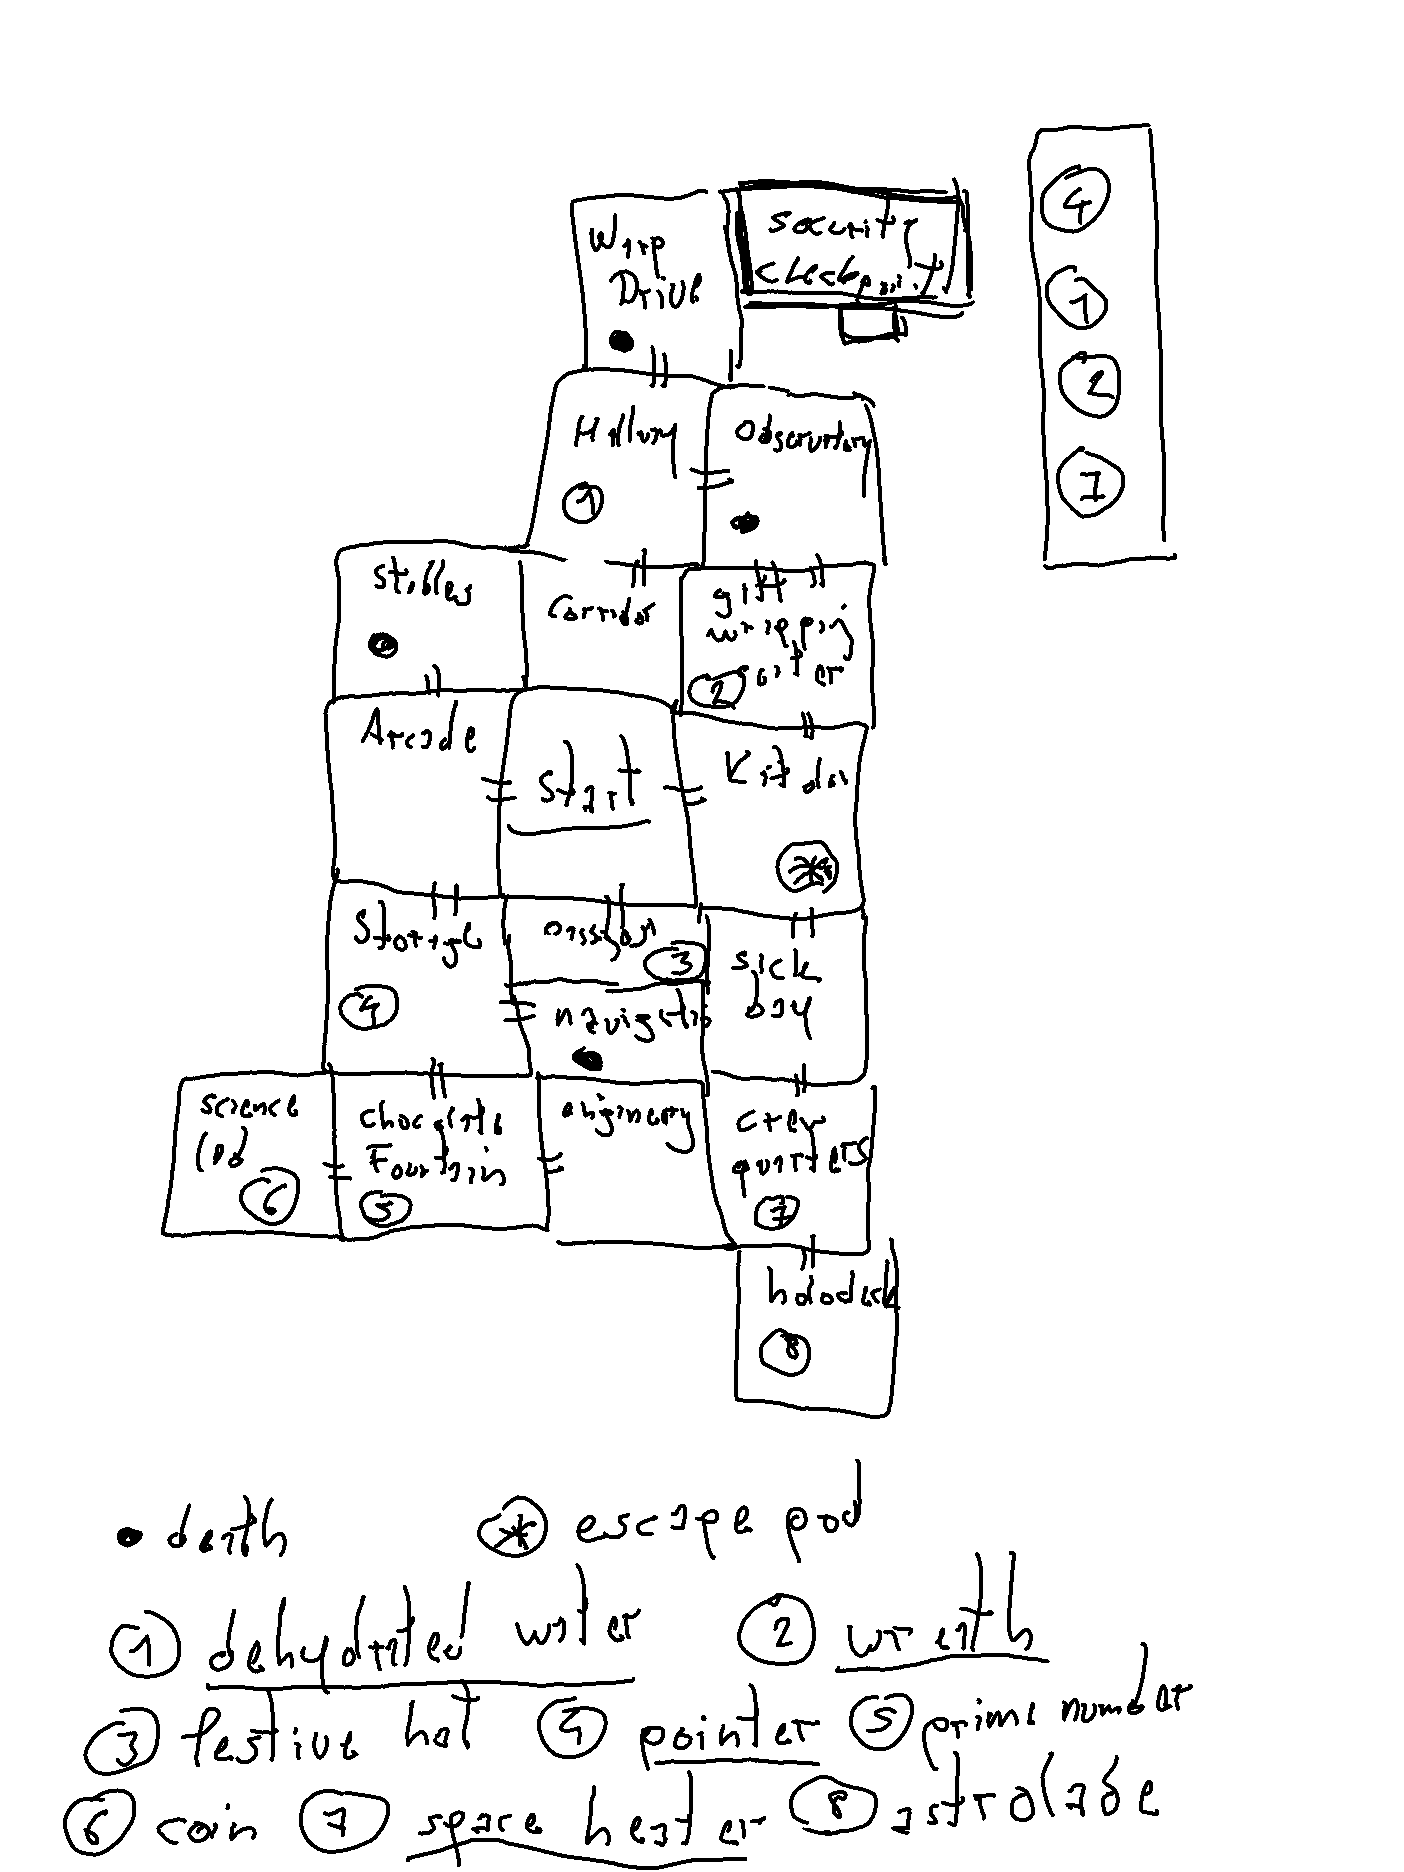 Warp
Drive
Security
checkpoint
4
7
2
1
Hallway
Observatory
1
Stables
Corridor
gift
wrapping
center
2
Arcade
Start
Kitchen
*
Storage
passage
3
sick
bay
4
navigation
science
lab
6
chocolate
Fountain
5
enginery
crew
quarters
7
holodeck
8
death
* escape pod
1 dehydrated water
2 wreath
3 festive hat
4 pointer
5 prime number
6 coin
7 space heater
8 astrolabe